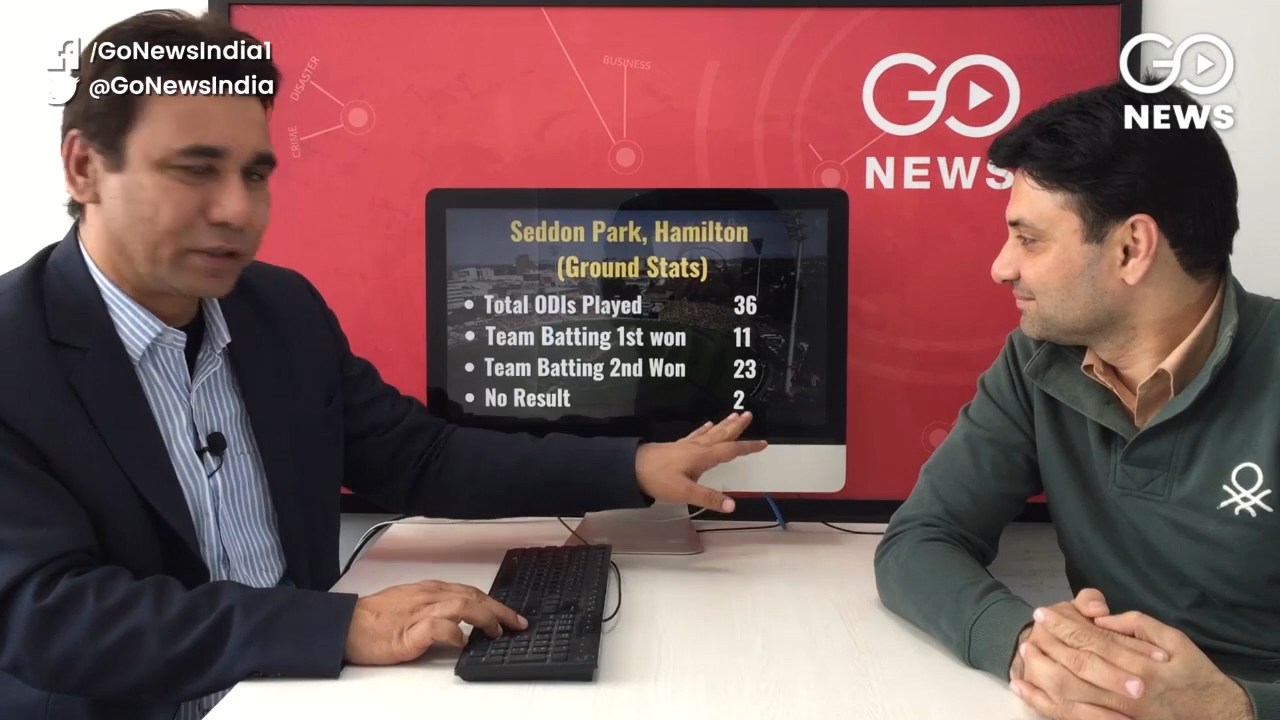 /GoNewsIndia1
@GoNewsIndia
DISASTER
CRIME
BUSINESS
GO
NEWS
GO
NEWS
Seddon Park, Hamilton
(Ground Stats)
• Total ODIs Played 36
• Team Batting 1st won 11
• Team Batting 2nd Won 23
• No Result 2